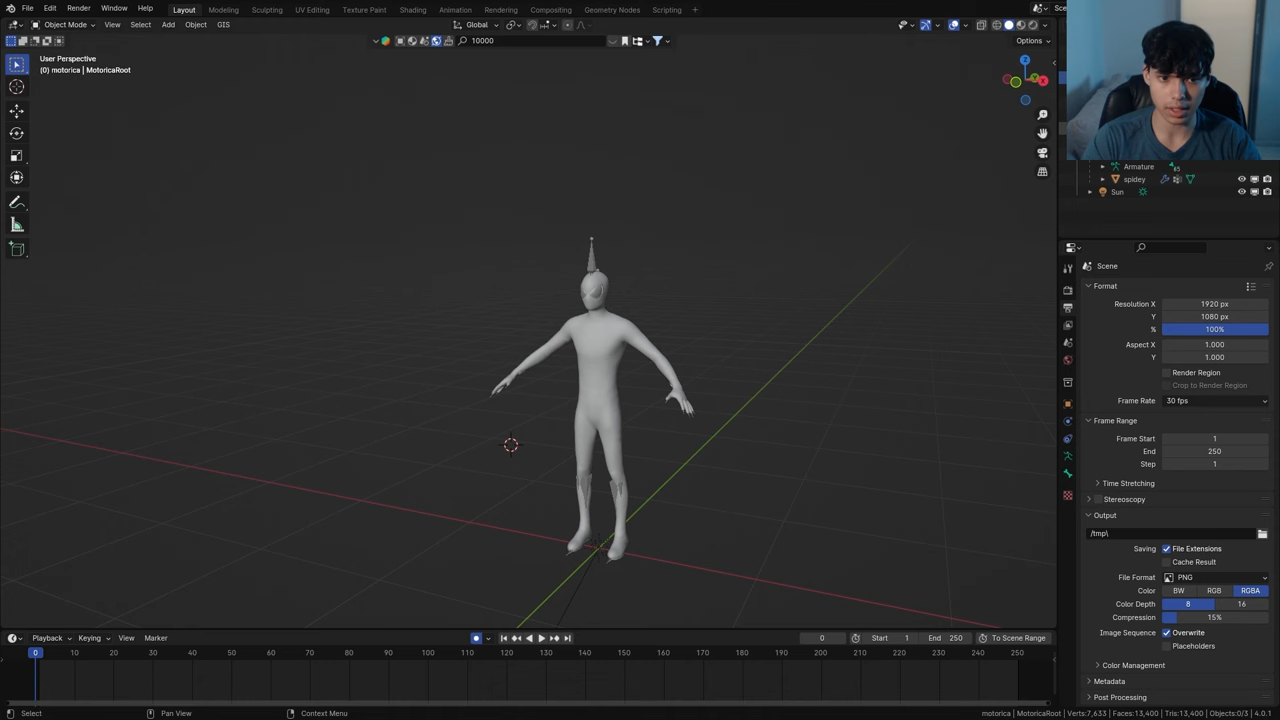 File Edit Render Window Help Layout Modeling Sculpting UV Editing Texture Paint Shading Animation Rendering Compositing Geometry Nodes Scripting + Sce
Object Mode View Select Add Object GIS Global
10000 Options
User Perspective
(0) motorica | MotoricaRoot
Z
X
Armature 85
spidey
Sun
Scene
Format
Resolution X 1920 px
Y 1080 px
% 100%
Aspect X 1.000
Y 1.000
Render Region
Crop to Render Region
Frame Rate 30 fps
Frame Range
Frame Start 1
End 250
Step 1
Time Stretching
Stereoscopy
Output
/tmp\
Saving File Extensions
Cache Result
File Format PNG
Color BW RGB RGBA
Color Depth 8 16
Compression 15%
Image Sequence Overwrite
Placeholders
Color Management
Metadata
Post Processing
Playback Keying View Marker 0 Start 1 End 250 To Scene Range
0 10 20 30 40 50 60 70 80 90 100 110 120 130 140 150 160 170 180 190 200 210 220 230 240 250
Select Pan View Context Menu motorica | MotoricaRoot | Verts:7,633 | Faces:13,400 | Tris:13,400 | Objects:0/3 | 4.0.1